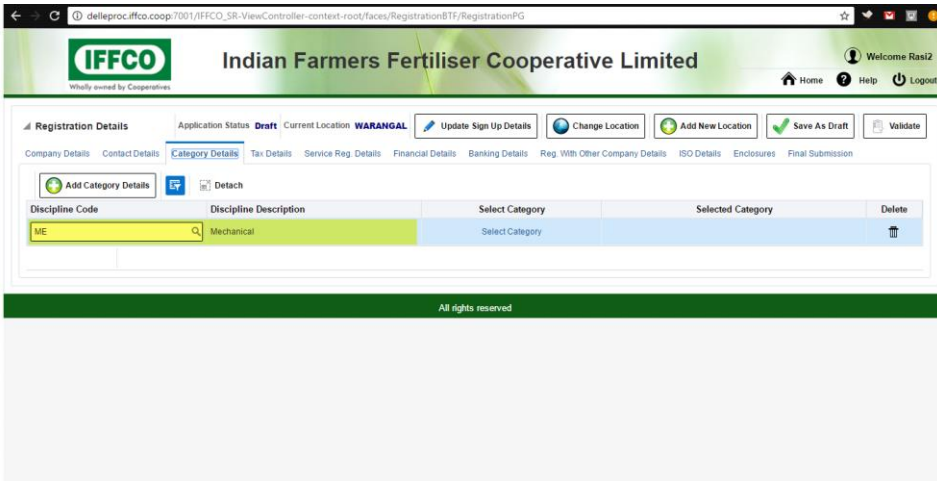 delleproc.iffco.coop:7001/IFFCO_SR-ViewController-context-root/faces/RegistrationBTF/RegistrationPG
IFFCO
Wholly owned by Cooperatives
Indian Farmers Fertiliser Cooperative Limited
Welcome Rasi2
Home Help Logout
Registration Details Application Status Draft Current Location WARANGAL Update Sign Up Details Change Location Add New Location Save As Draft Validate
Company Details Contact Details Category Details Tax Details Service Reg. Details Financial Details Banking Details Reg. With Other Company Details ISO Details Enclosures Final Submission
Add Category Details Detach
Discipline Code Discipline Description Select Category Selected Category Delete
ME Mechanical Select Category
All rights reserved